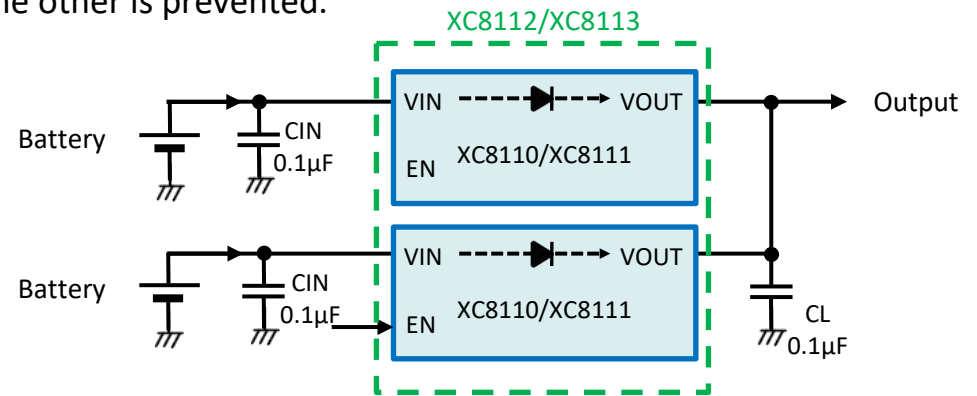 ne other is prevented.
XC8112/XC8113
VIN VOUT Output
Battery CIN
0.1µF XC8110/XC8111
EN
VIN VOUT
Battery CIN
0.1µF XC8110/XC8111
EN CL
0.1µF